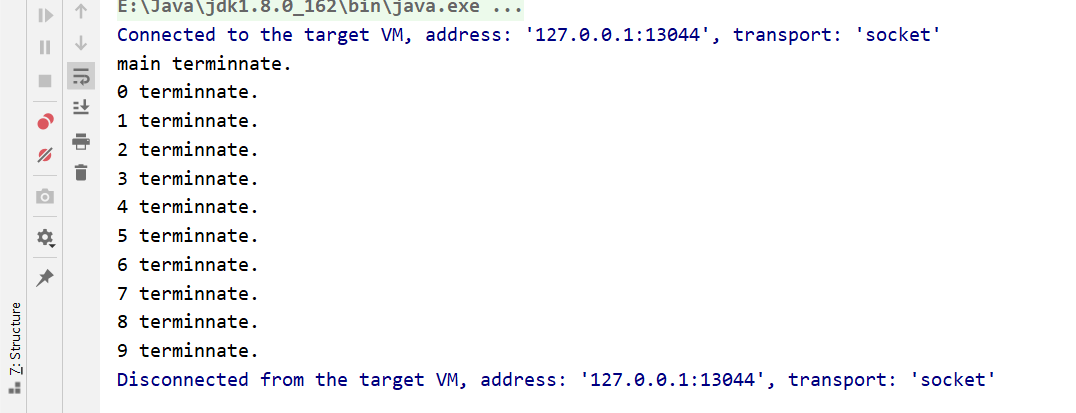 E:\Java\jdk1.8.0_162\bin\java.exe ...
Connected to the target VM, address: '127.0.0.1:13044', transport: 'socket'
main terminnate.
0 terminnate.
1 terminnate.
2 terminnate.
3 terminnate.
4 terminnate.
5 terminnate.
6 terminnate.
7 terminnate.
8 terminnate.
9 terminnate.
Disconnected from the target VM, address: '127.0.0.1:13044', transport: 'socket'
7: Structure